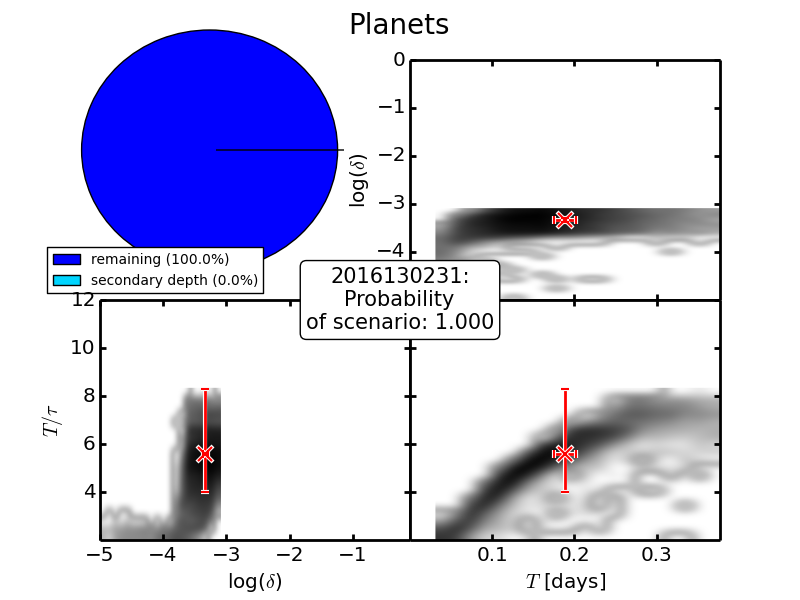 Planets
remaining (100.0%)
secondary depth (0.0%)
0
−1
−2
−3
−4
log(δ)
2016130231:
Probability
of scenario: 1.000
12
10
8
6
4
T/τ
−5 −4 −3 −2 −1
log(δ)
0.1 0.2 0.3
T [days]